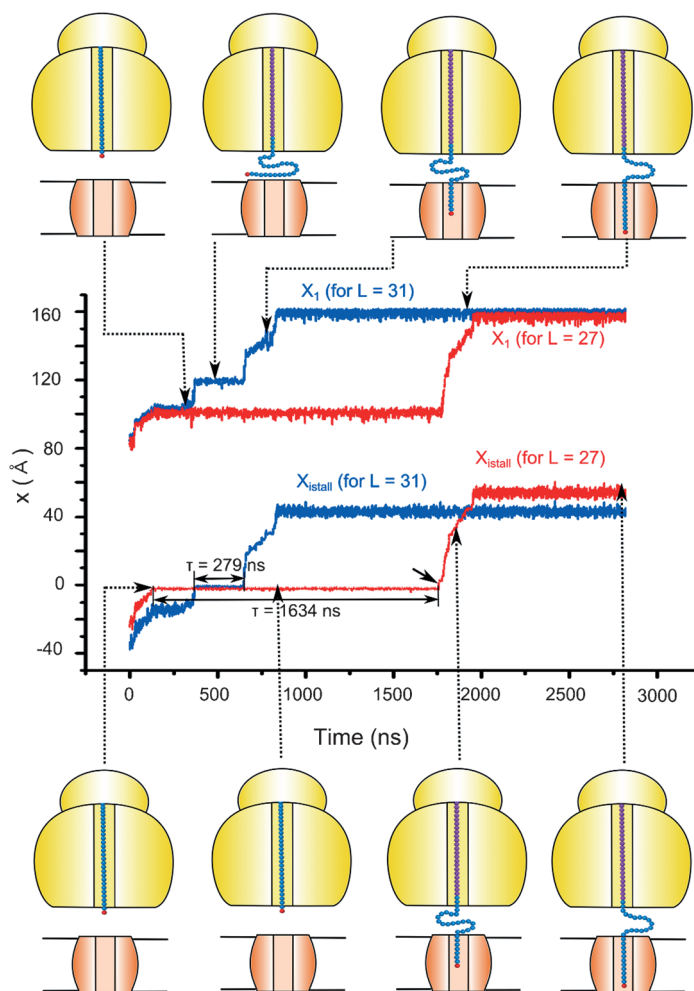 X1 (for L = 31)
X1 (for L = 27)
Xistall (for L = 31)
Xistall (for L = 27)
τ = 279 ns
τ = 1634 ns
x ( Å )
160
120
80
40
0
-40
0
500
1000
1500
2000
2500
3000
Time (ns)